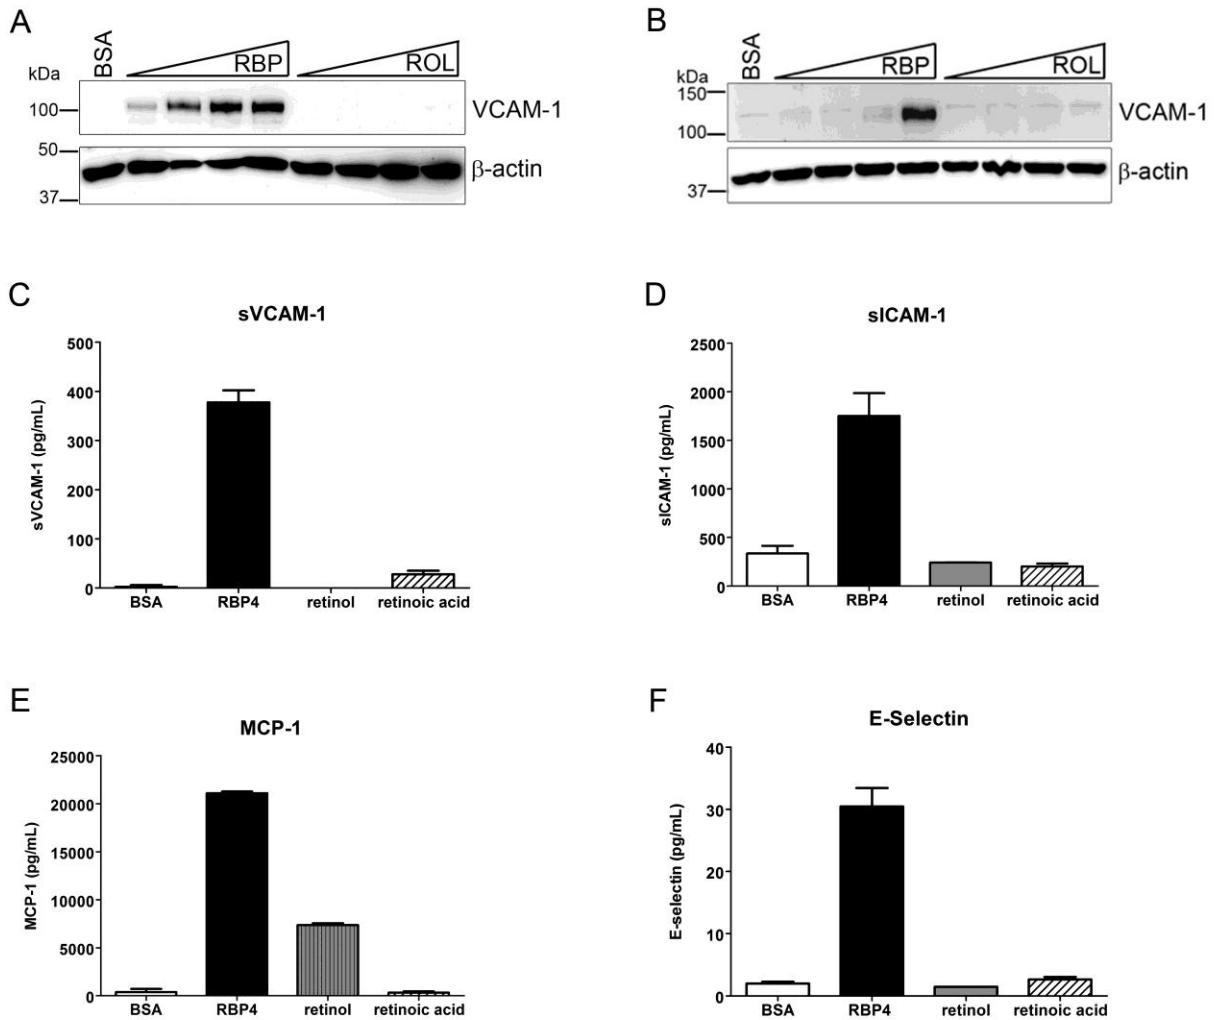 A
BSA
RBP
ROL
kDa
100
VCAM-1
50
37
β-actin
B
BSA
RBP
ROL
kDa
150
100
VCAM-1
37
β-actin
C
sVCAM-1
sVCAM-1 (pg/mL)
500
400
300
200
100
0
BSA RBP4 retinol retinoic acid
D
sICAM-1
sICAM-1 (pg/mL)
2500
2000
1500
1000
500
0
BSA RBP4 retinol retinoic acid
E
MCP-1
MCP-1 (pg/mL)
25000
20000
15000
10000
5000
0
BSA RBP4 retinol retinoic acid
F
E-Selectin
E-selectin (pg/mL)
40
30
20
10
0
BSA RBP4 retinol retinoic acid